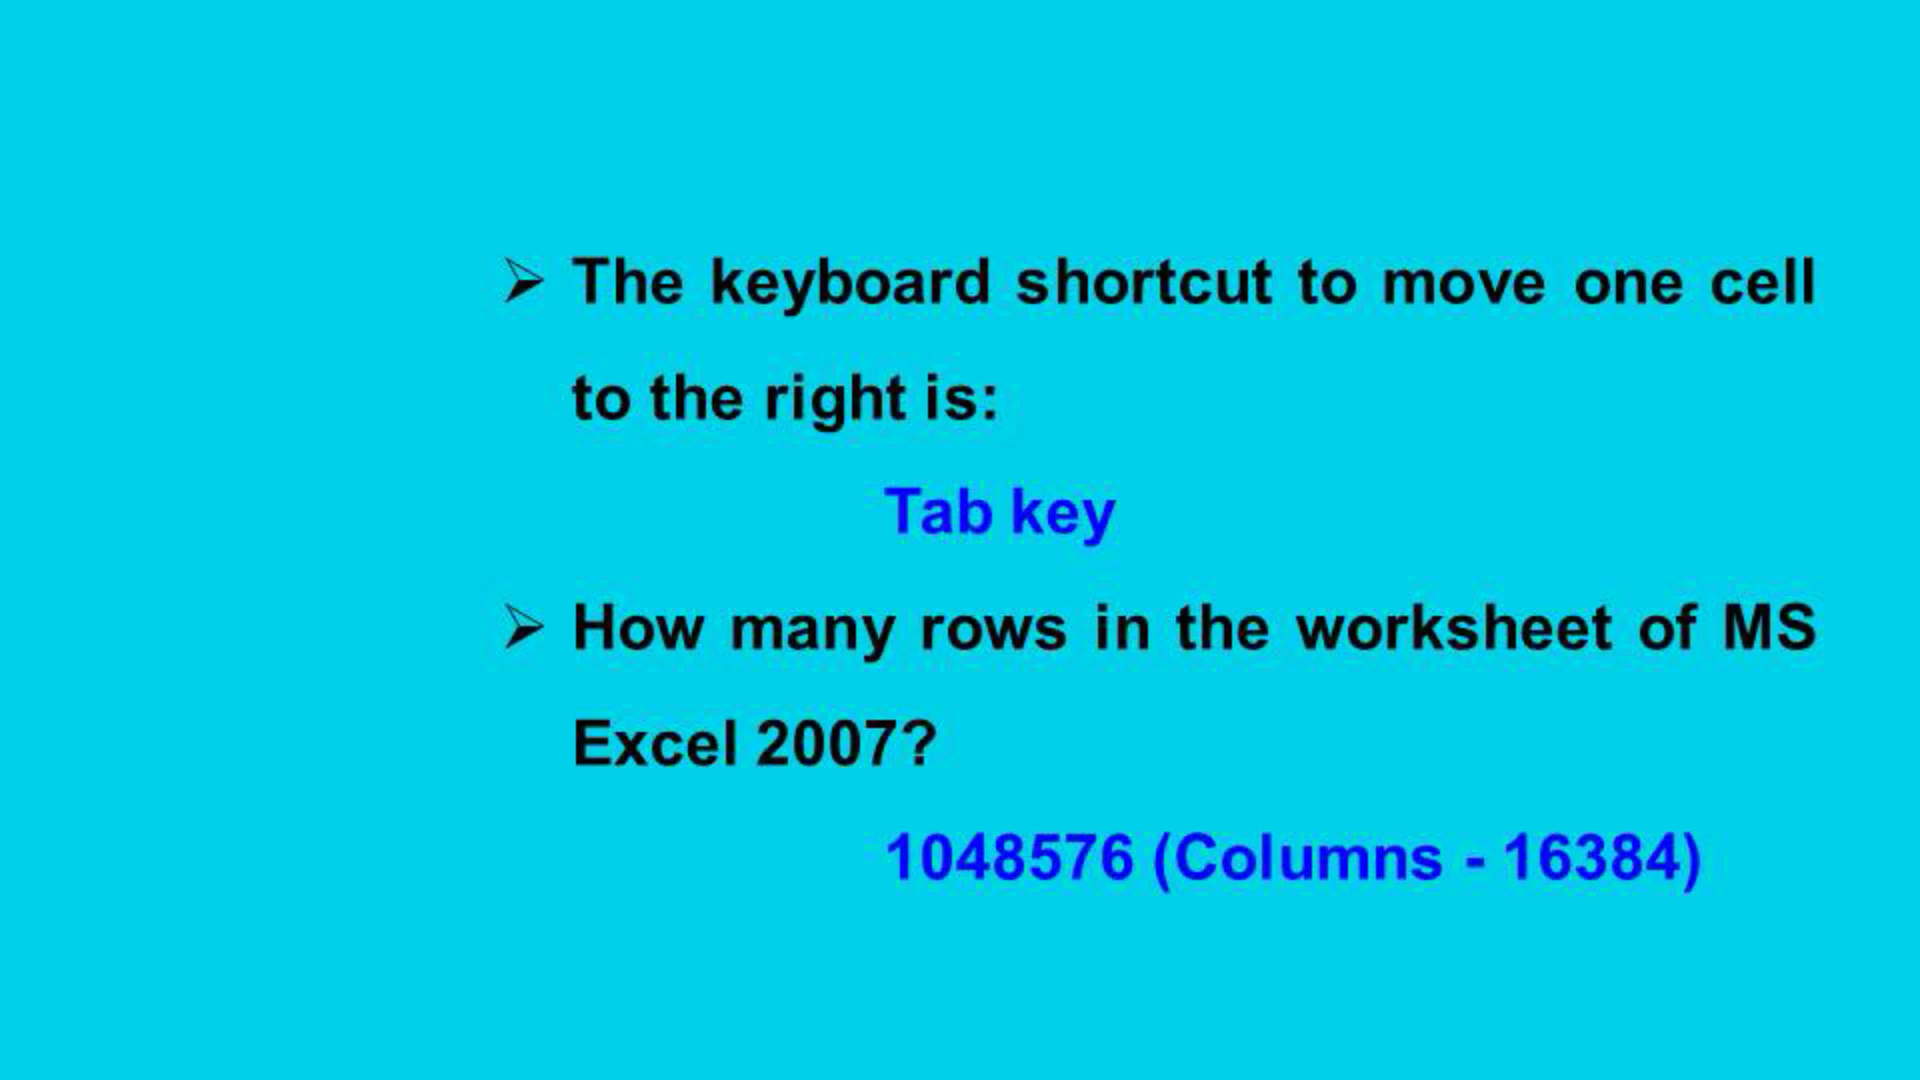 ➢ The keyboard shortcut to move one cell
to the right is:
Tab key
➢ How many rows in the worksheet of MS
Excel 2007?
1048576 (Columns - 16384)